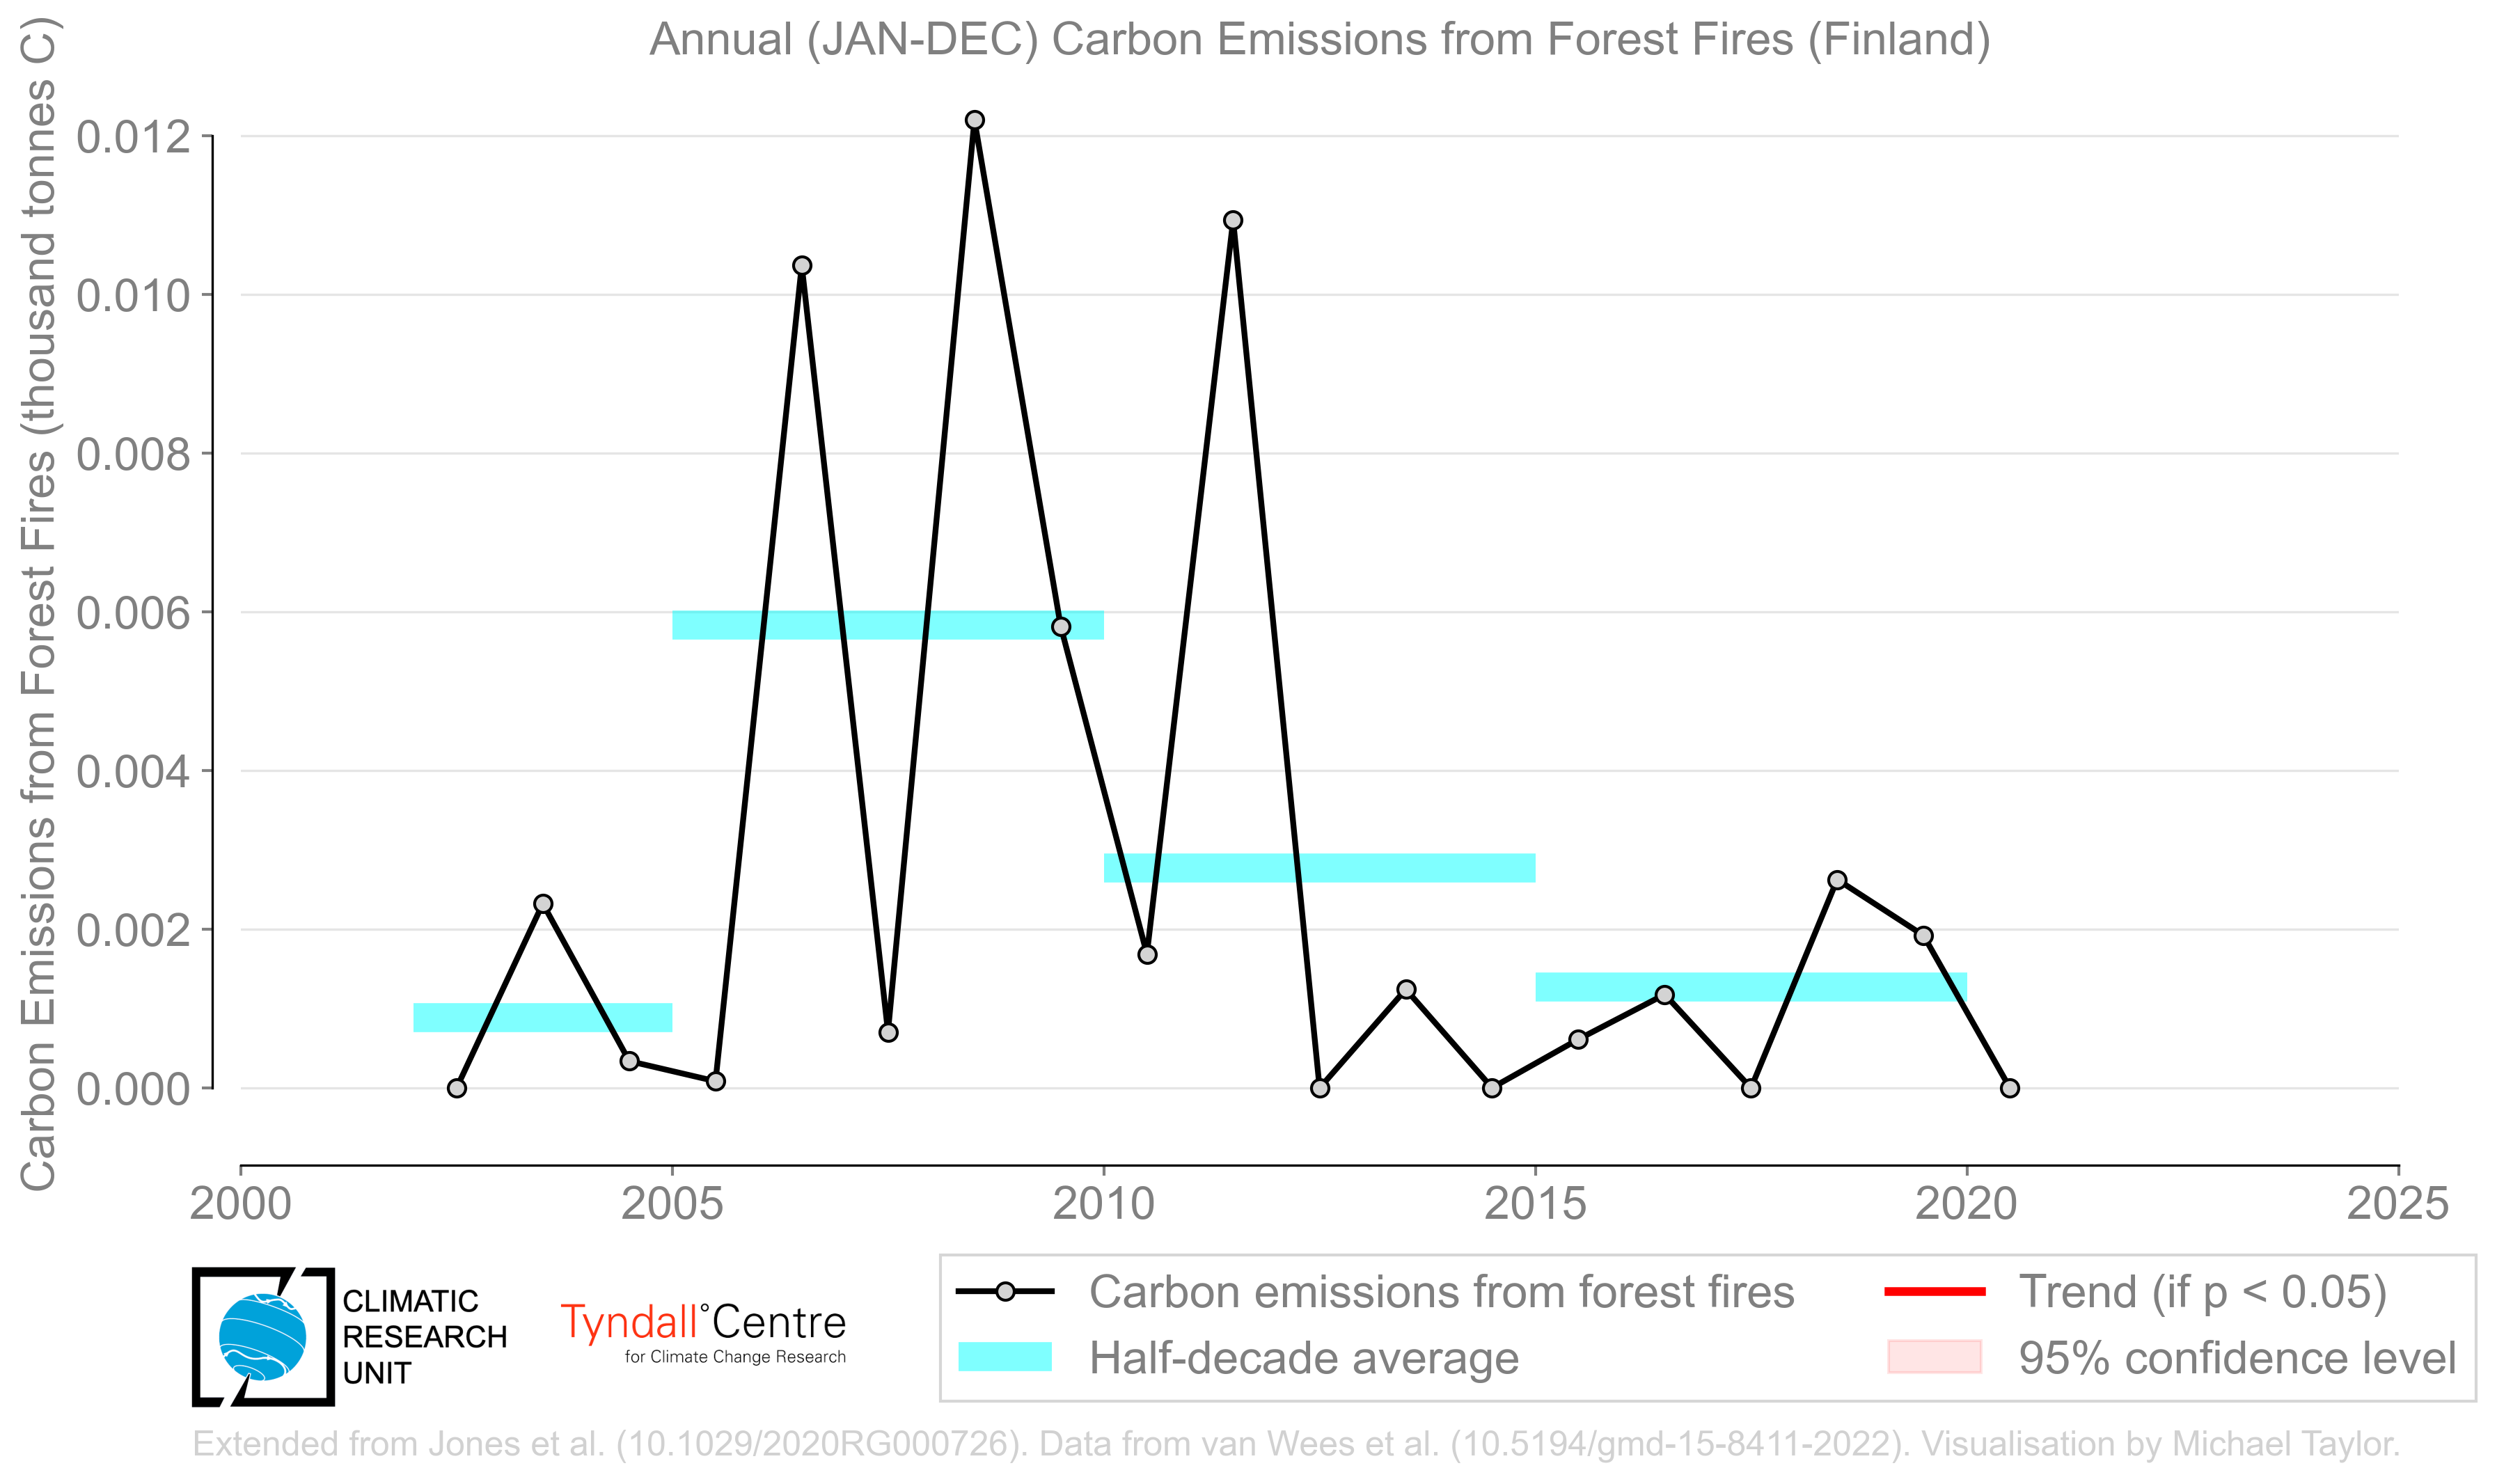 Annual (JAN-DEC) Carbon Emissions from Forest Fires (Finland)
Carbon Emissions from Forest Fires (thousand tonnes C)
0.012
0.010
0.008
0.006
0.004
0.002
0.000
2000 2005 2010 2015 2020 2025
CLIMATIC
RESEARCH
UNIT
Tyndall°Centre
for Climate Change Research
Carbon emissions from forest fires
Half-decade average
Trend (if p < 0.05)
95% confidence level
Extended from Jones et al. (10.1029/2020RG000726). Data from van Wees et al. (10.5194/gmd-15-8411-2022). Visualisation by Michael Taylor.